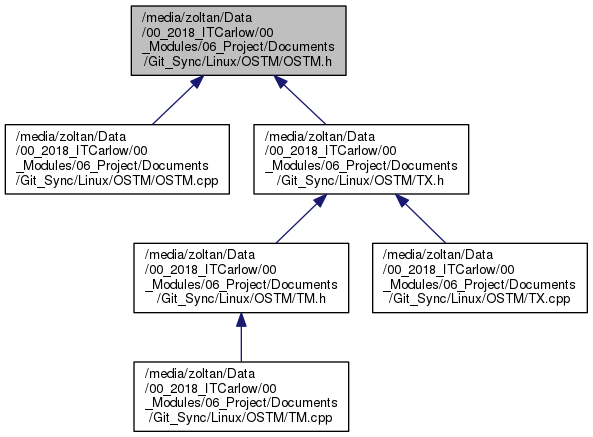 /media/zoltan/Data
/00_2018_ITCarlow/00
_Modules/06_Project/Documents
/Git_Sync/Linux/OSTM/OSTM.h
/media/zoltan/Data
/00_2018_ITCarlow/00
_Modules/06_Project/Documents
/Git_Sync/Linux/OSTM/OSTM.cpp
/media/zoltan/Data
/00_2018_ITCarlow/00
_Modules/06_Project/Documents
/Git_Sync/Linux/OSTM/TX.h
/media/zoltan/Data
/00_2018_ITCarlow/00
_Modules/06_Project/Documents
/Git_Sync/Linux/OSTM/TM.h
/media/zoltan/Data
/00_2018_ITCarlow/00
_Modules/06_Project/Documents
/Git_Sync/Linux/OSTM/TX.cpp
/media/zoltan/Data
/00_2018_ITCarlow/00
_Modules/06_Project/Documents
/Git_Sync/Linux/OSTM/TM.cpp